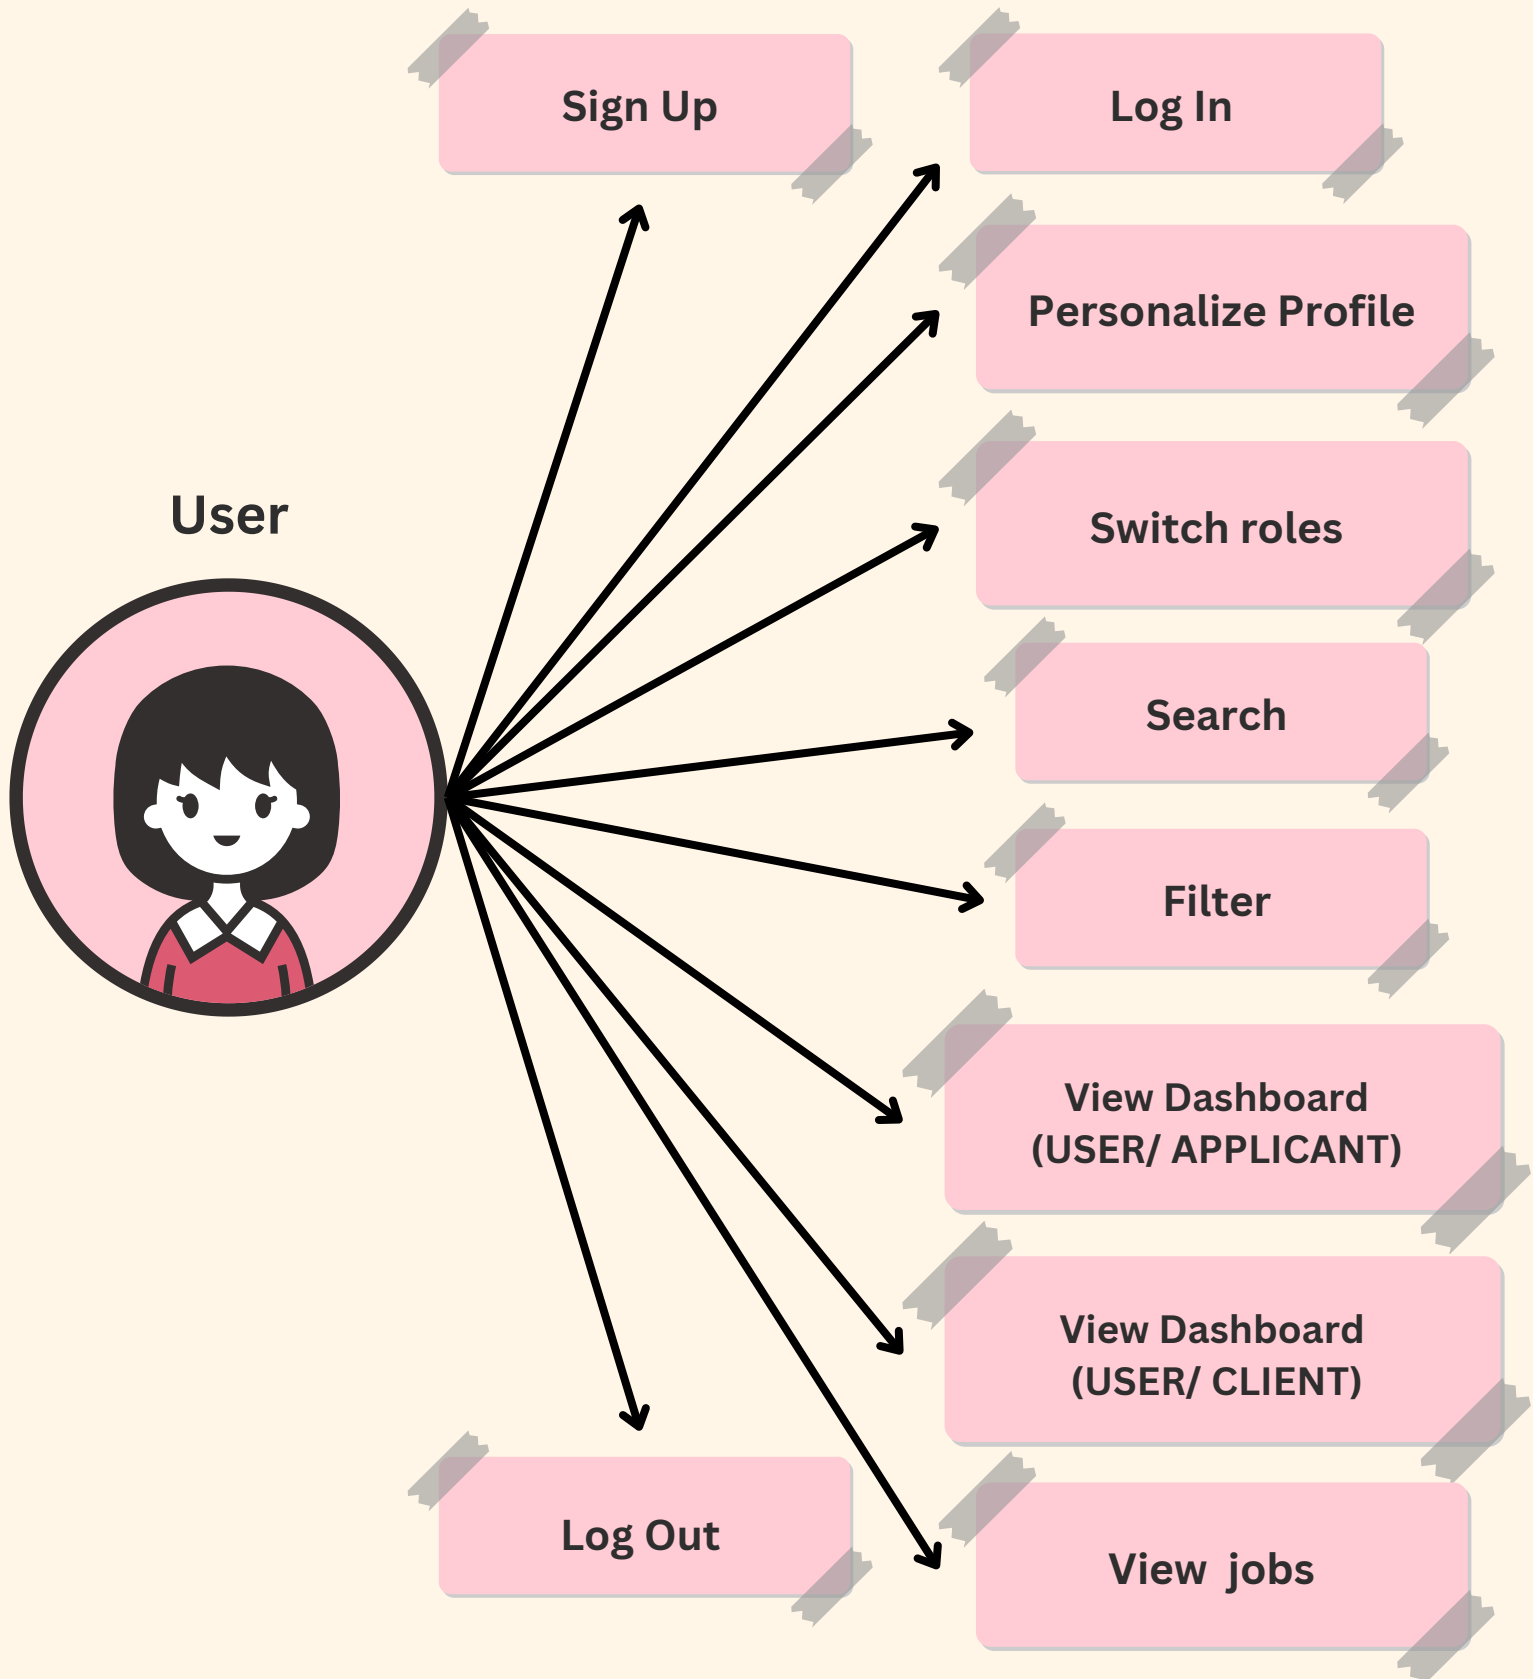 Sign Up
Log In
Personalize Profile
Switch roles
User
Search
Filter
View Dashboard
(USER/ APPLICANT)
View Dashboard
(USER/ CLIENT)
Log Out
View  jobs